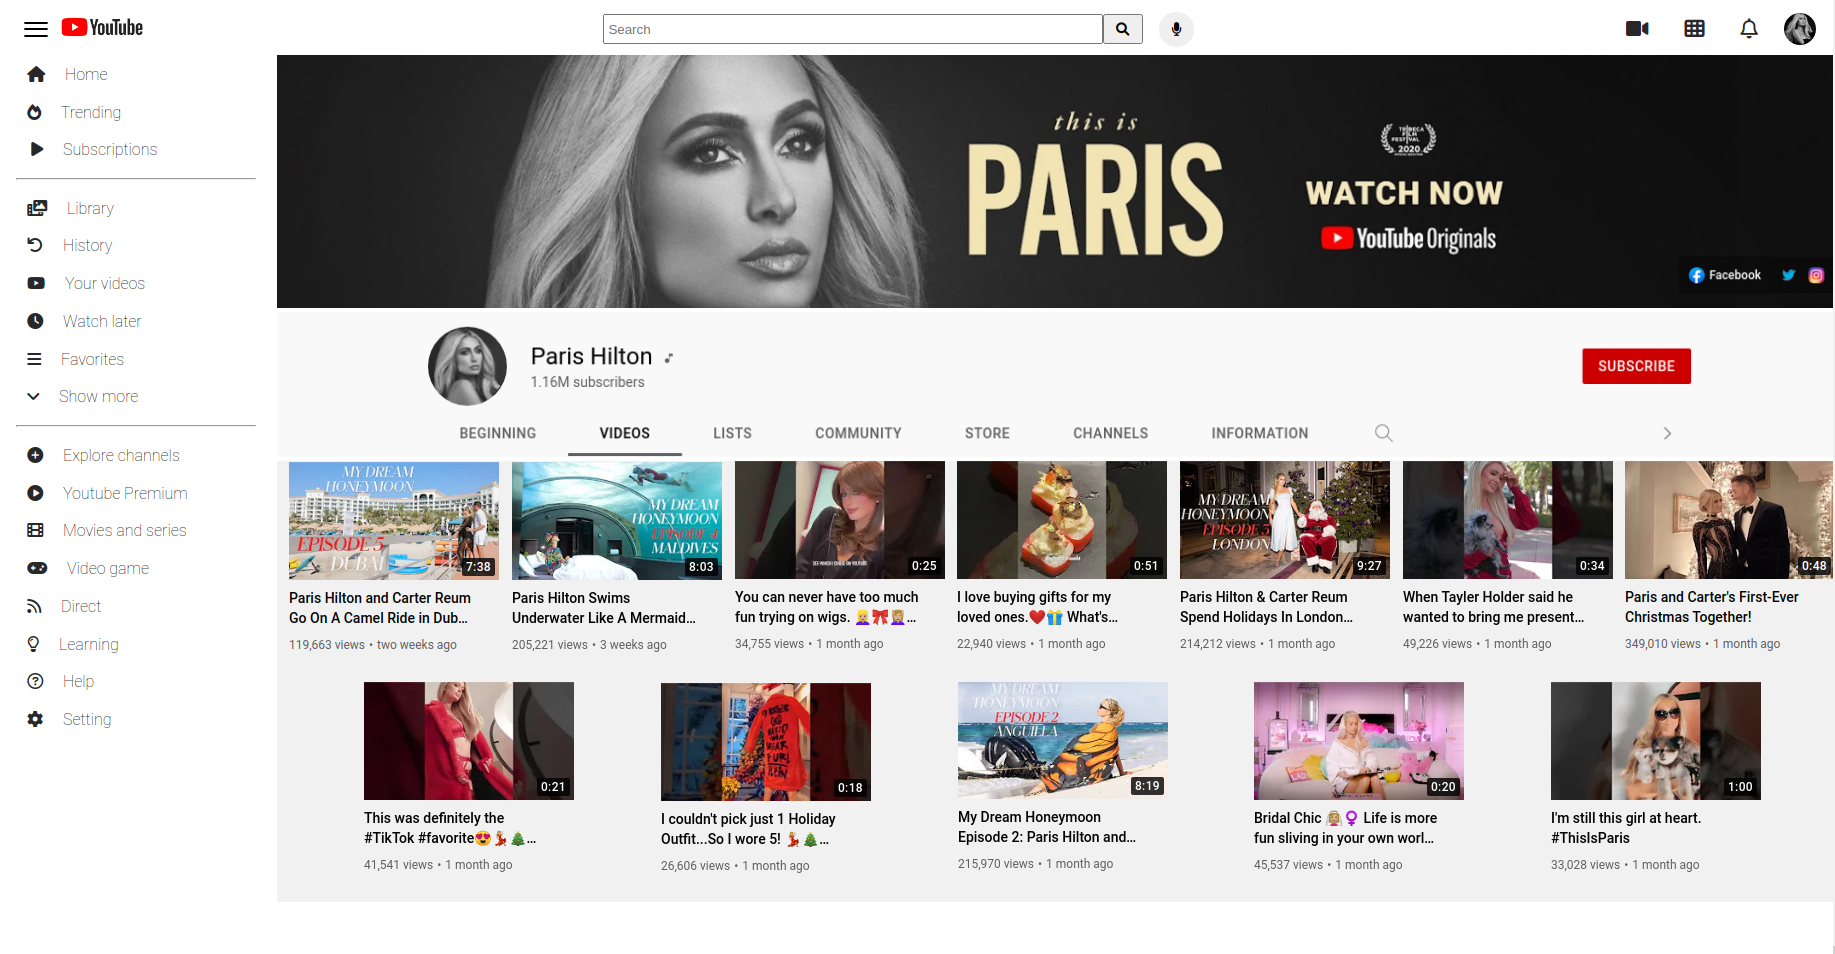 YouTube
Search
Home
Trending
Subscriptions
Library
History
Your videos
Watch later
Favorites
Show more
Explore channels
Youtube Premium
Movies and series
Video game
Direct
Learning
Help
Setting
this is
PARIS
TRIBECA
FILM
FESTIVAL
2020
WATCH NOW
YouTube Originals
Facebook
Paris Hilton
1.16M subscribers
SUBSCRIBE
BEGINNING VIDEOS LISTS COMMUNITY STORE CHANNELS INFORMATION
MY DREAM
HONEYMOON
EPISODE 5
DUBAI
7:38
Paris Hilton and Carter Reum
Go On A Camel Ride in Dub...
119,663 views • two weeks ago
MY DREAM
HONEYMOON
EPISODE 4
MALDIVES
8:03
Paris Hilton Swims
Underwater Like A Mermaid...
205,221 views • 3 weeks ago
0:25
You can never have too much
fun trying on wigs. 👱‍♀️🎀💆🏼‍♀️...
34,755 views • 1 month ago
0:51
I love buying gifts for my
loved ones.❤️🎁 What's...
22,940 views • 1 month ago
MY DREAM
HONEYMOON
EPISODE 3
LONDON
9:27
Paris Hilton & Carter Reum
Spend Holidays In London...
214,212 views • 1 month ago
0:34
When Tayler Holder said he
wanted to bring me present...
49,226 views • 1 month ago
0:48
Paris and Carter's First-Ever
Christmas Together!
349,010 views • 1 month ago
0:21
This was definitely the
#TikTok #favorite😍💃🎄...
41,541 views • 1 month ago
0:18
I couldn't pick just 1 Holiday
Outfit...So I wore 5! 💃🎄...
26,606 views • 1 month ago
MY DREAM
HONEYMOON
EPISODE 2
ANGUILLA
8:19
My Dream Honeymoon
Episode 2: Paris Hilton and...
215,970 views • 1 month ago
0:20
Bridal Chic 👰🏼‍♀️ Life is more
fun sliving in your own worl...
45,537 views • 1 month ago
1:00
I'm still this girl at heart.
#ThisIsParis
33,028 views • 1 month ago